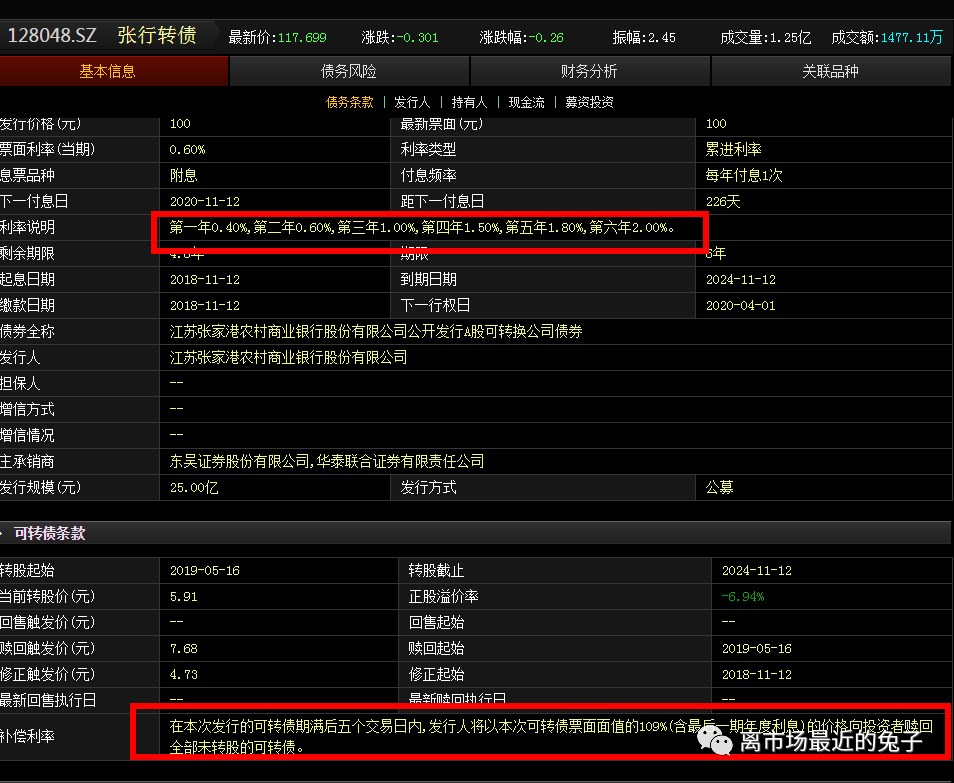 128048.SZ 张行转债 最新价:117.699 涨跌:-0.301 涨跌幅:-0.26 振幅:2.45 成交量:1.25亿 成交额:1477.11万
基本信息 债务风险 财务分析 关联品种
债务条款 | 发行人 | 持有人 | 现金流 | 募资投资
发行价格(元) 100 最新票面(元) 100
票面利率(当期) 0.60% 利率类型 累进利率
息票品种 附息 付息频率 每年付息1次
下一付息日 2020-11-12 距下一付息日 226天
利率说明 第一年0.40%,第二年0.60%,第三年1.00%,第四年1.50%,第五年1.80%,第六年2.00%。
剩余期限 4.6年 期限 6年
起息日期 2018-11-12 到期日期 2024-11-12
缴款日期 2018-11-12 下一行权日 2020-04-01
债券全称 江苏张家港农村商业银行股份有限公司公开发行A股可转换公司债券
发行人 江苏张家港农村商业银行股份有限公司
担保人 --
增信方式 --
增信情况 --
主承销商 东吴证券股份有限公司,华泰联合证券有限责任公司
发行规模(元) 25.00亿 发行方式 公募
可转债条款
转股起始 2019-05-16 转股截止 2024-11-12
当前转股价(元) 5.91 正股溢价率 -6.94%
回售触发价(元) -- 回售起始 --
赎回触发价(元) 7.68 赎回起始 2019-05-16
修正触发价(元) 4.73 修正起始 2018-11-12
最新回售执行日 -- 最新赎回执行日 --
补偿利率 在本次发行的可转债期满后五个交易日内,发行人将以本次可转债票面面值的109%(含最后一期年度利息)的价格向投资者赎回
全部未转股的可转债。
离市场最近的兔子